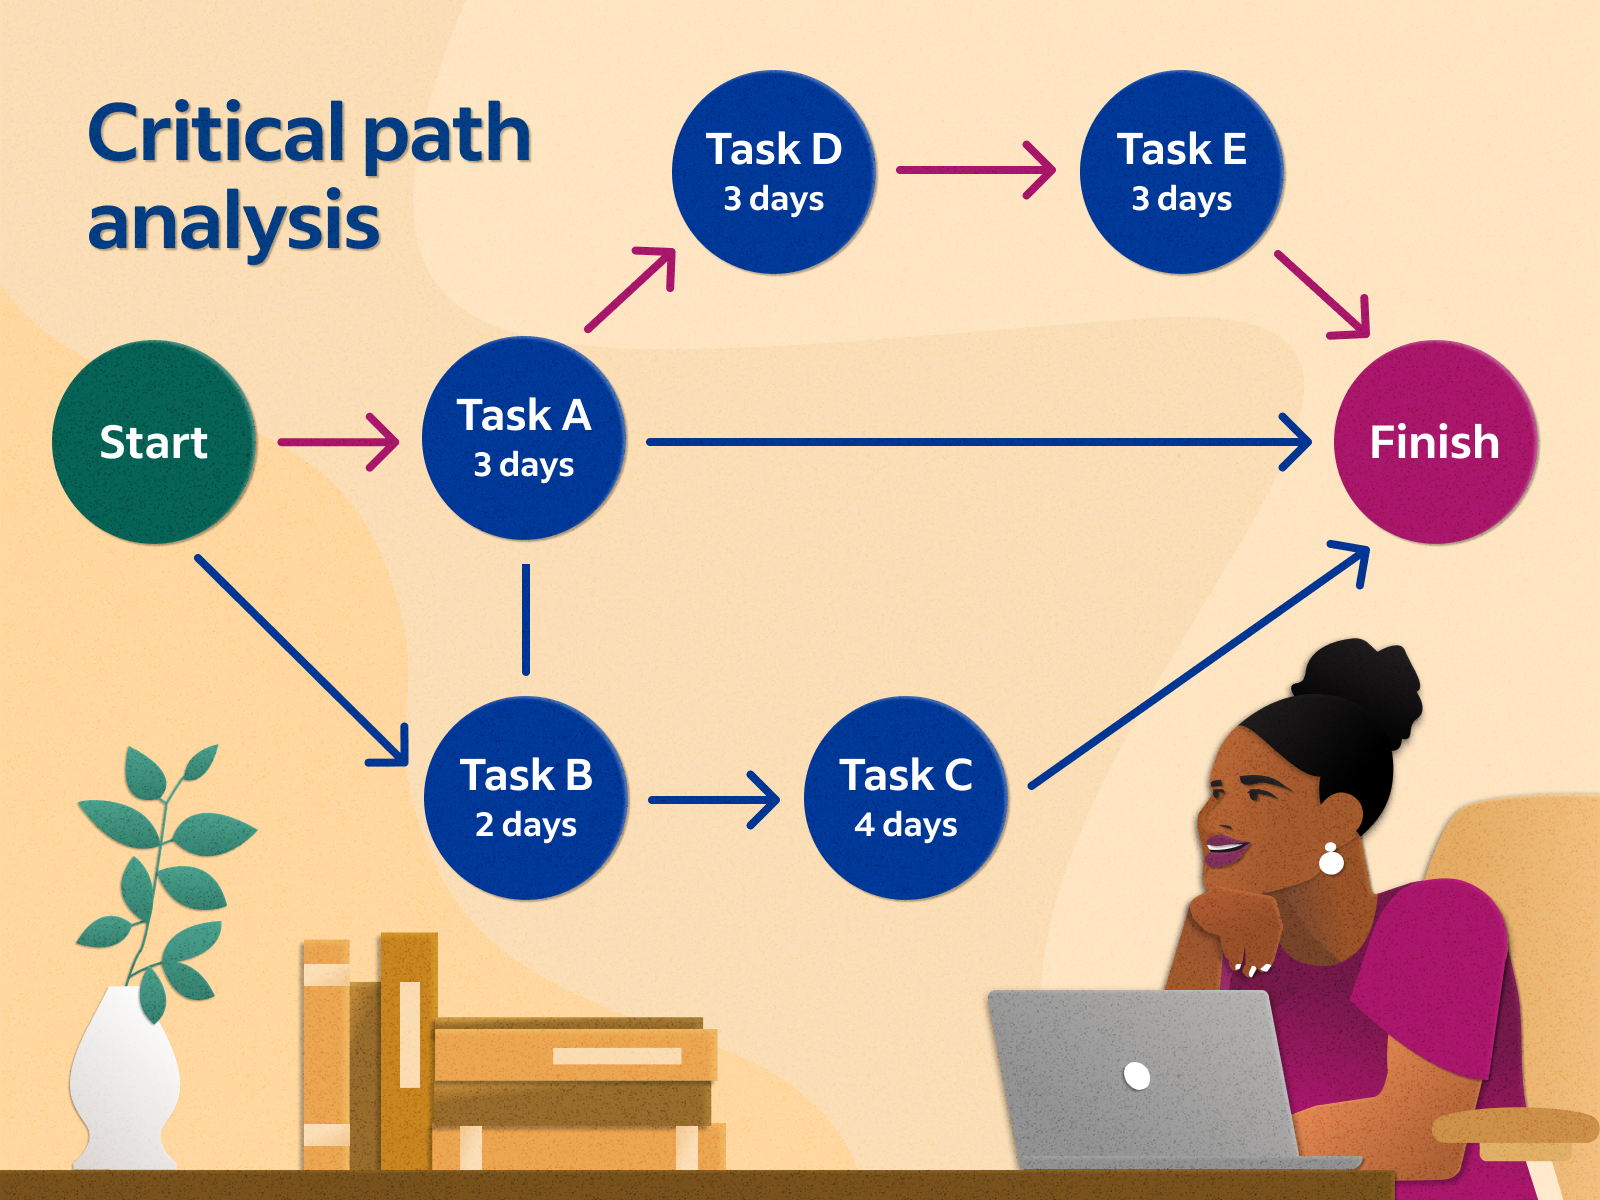 Critical path
analysis
Task D
3 days
Task E
3 days
Start
Task A
3 days
Finish
Task B
2 days
Task C
4 days